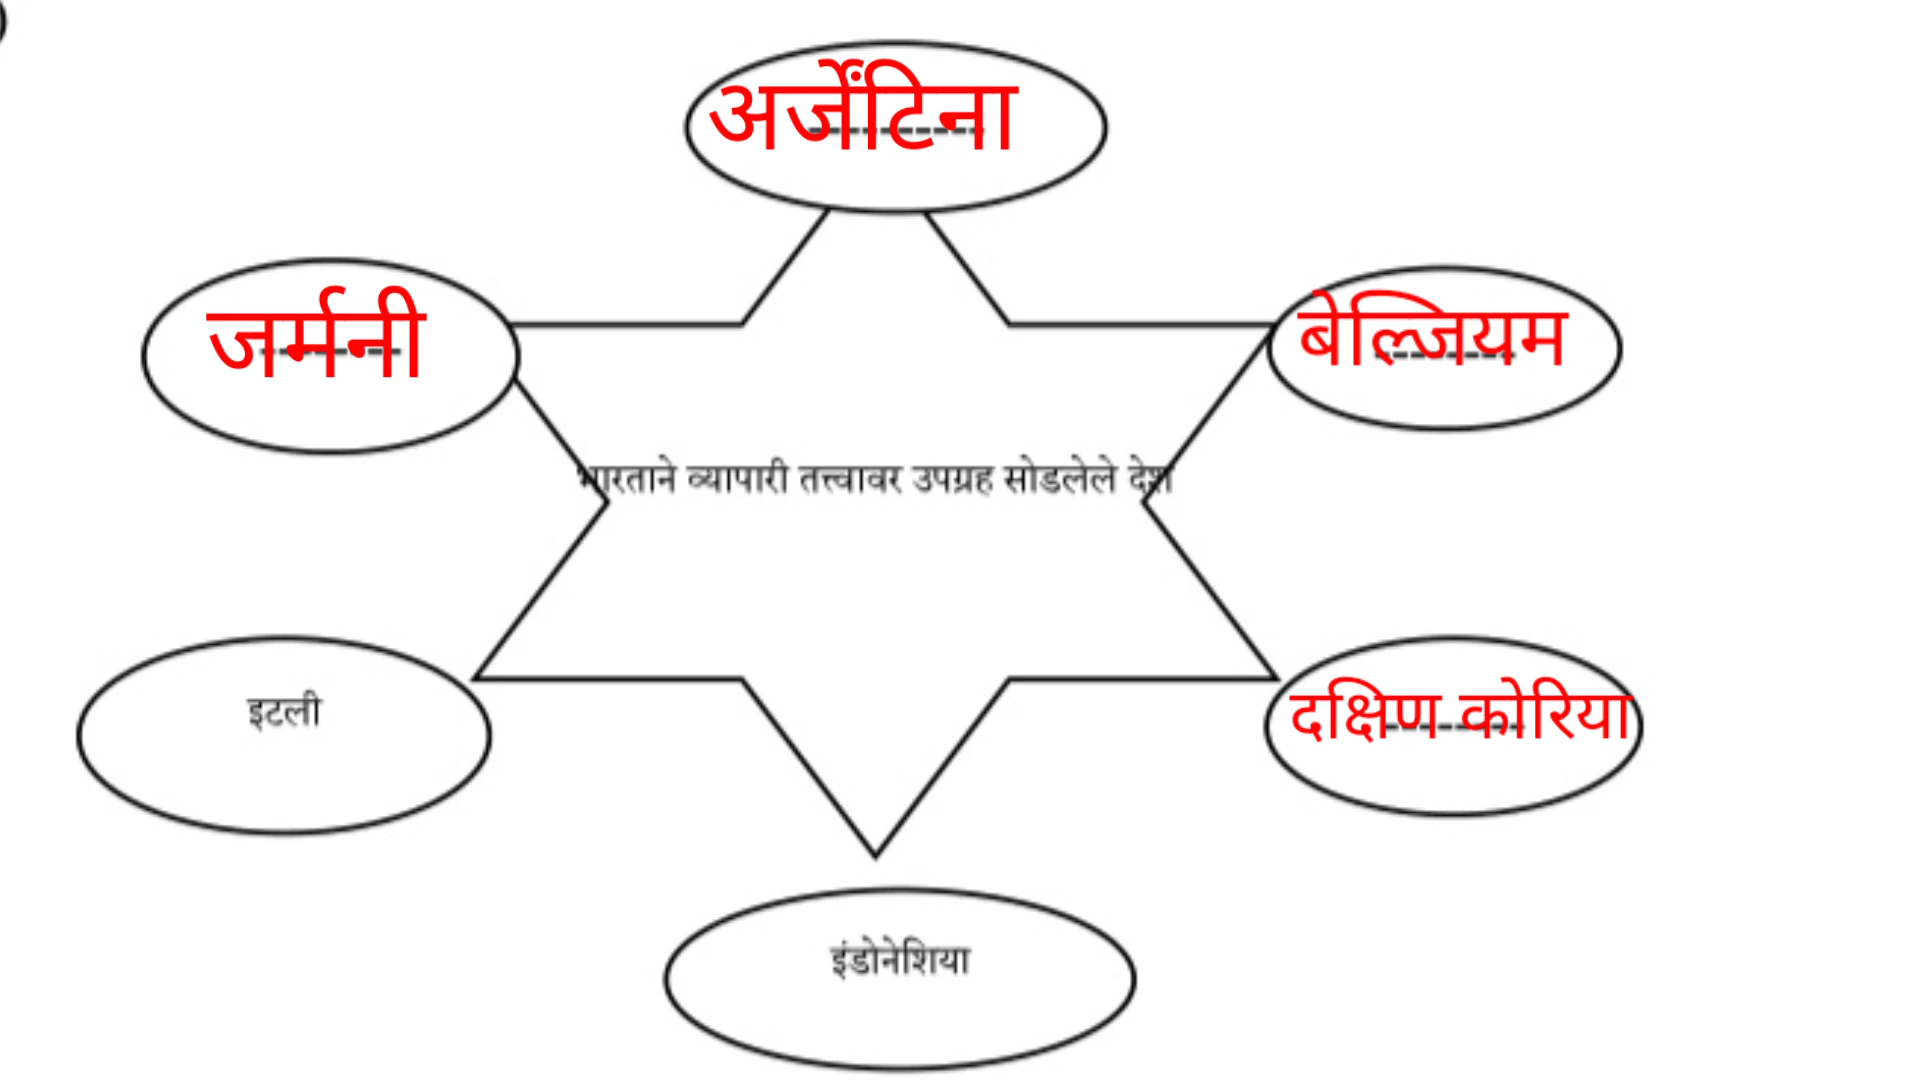 अर्जेंटिना
जर्मनी
बेल्जियम
भारताने व्यापारी तत्त्वावर उपग्रह सोडलेले देश
इटली
दक्षिण कोरिया
इंडोनेशिया